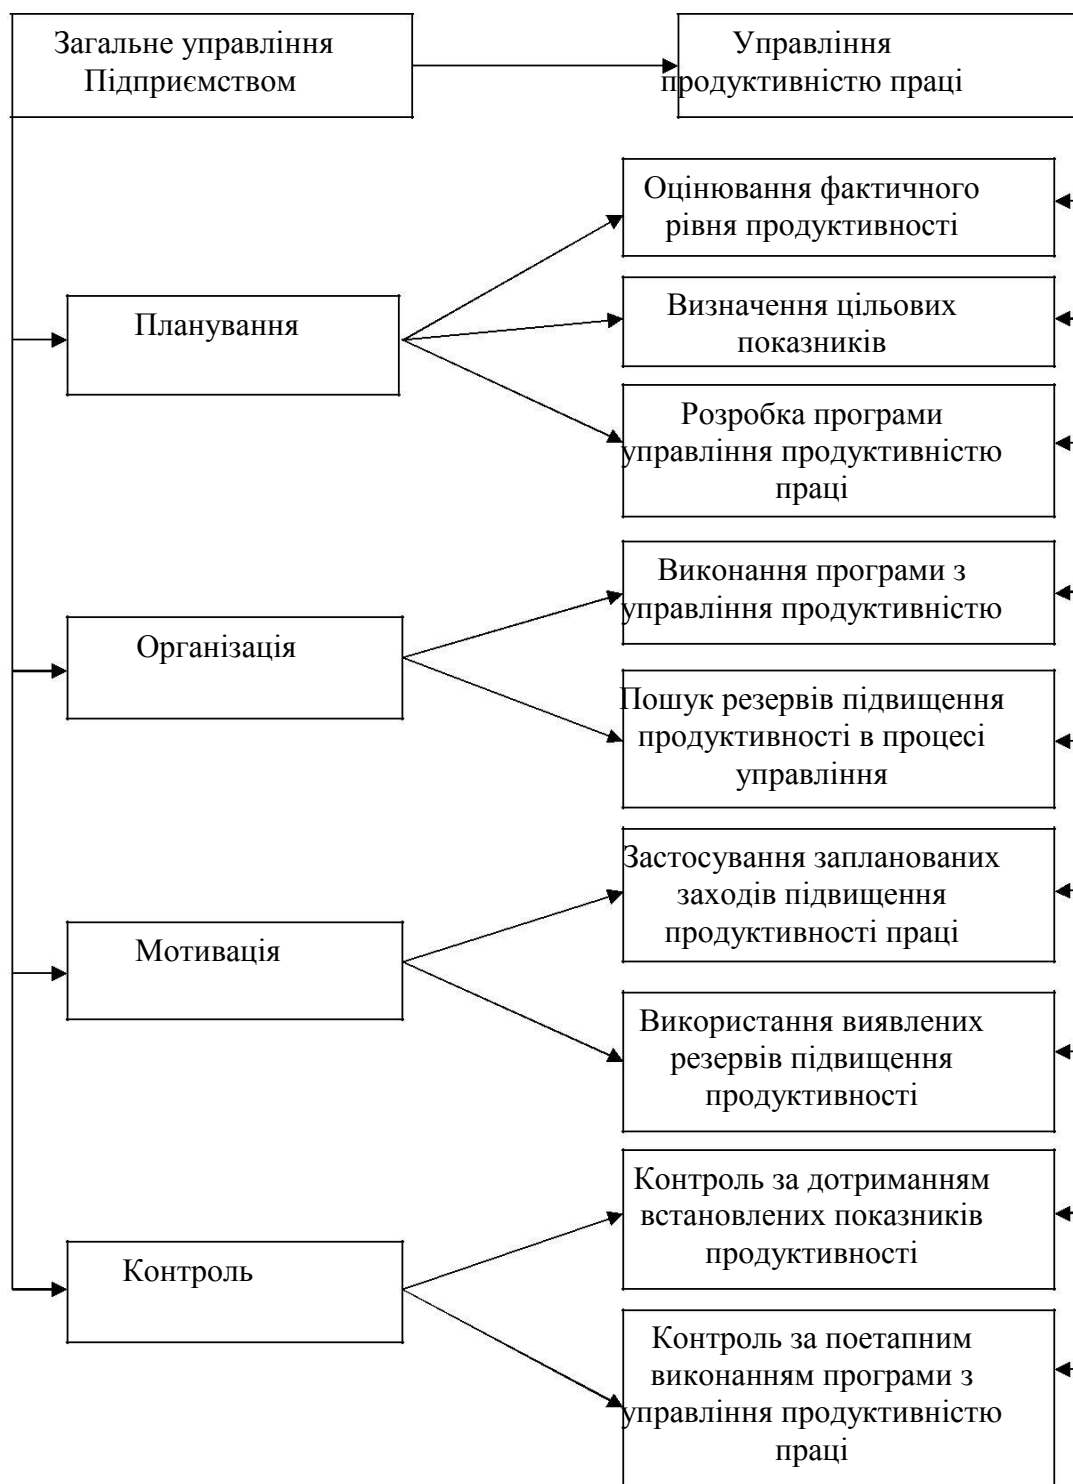 Загальне управління
Підприємством
Управління
продуктивністю праці
Оцінювання фактичного
рівня продуктивності
Планування
Визначення цільових
показників
Розробка програми
управління продуктивністю
праці
Виконання програми з
управління продуктивністю
Організація
Пошук резервів підвищення
продуктивності в процесі
управління
Застосування запланованих
заходів підвищення
продуктивності праці
Мотивація
Використання виявлених
резервів підвищення
продуктивності
Контроль за дотриманням
встановлених показників
продуктивності
Контроль
Контроль за поетапним
виконанням програми з
управління продуктивністю
праці